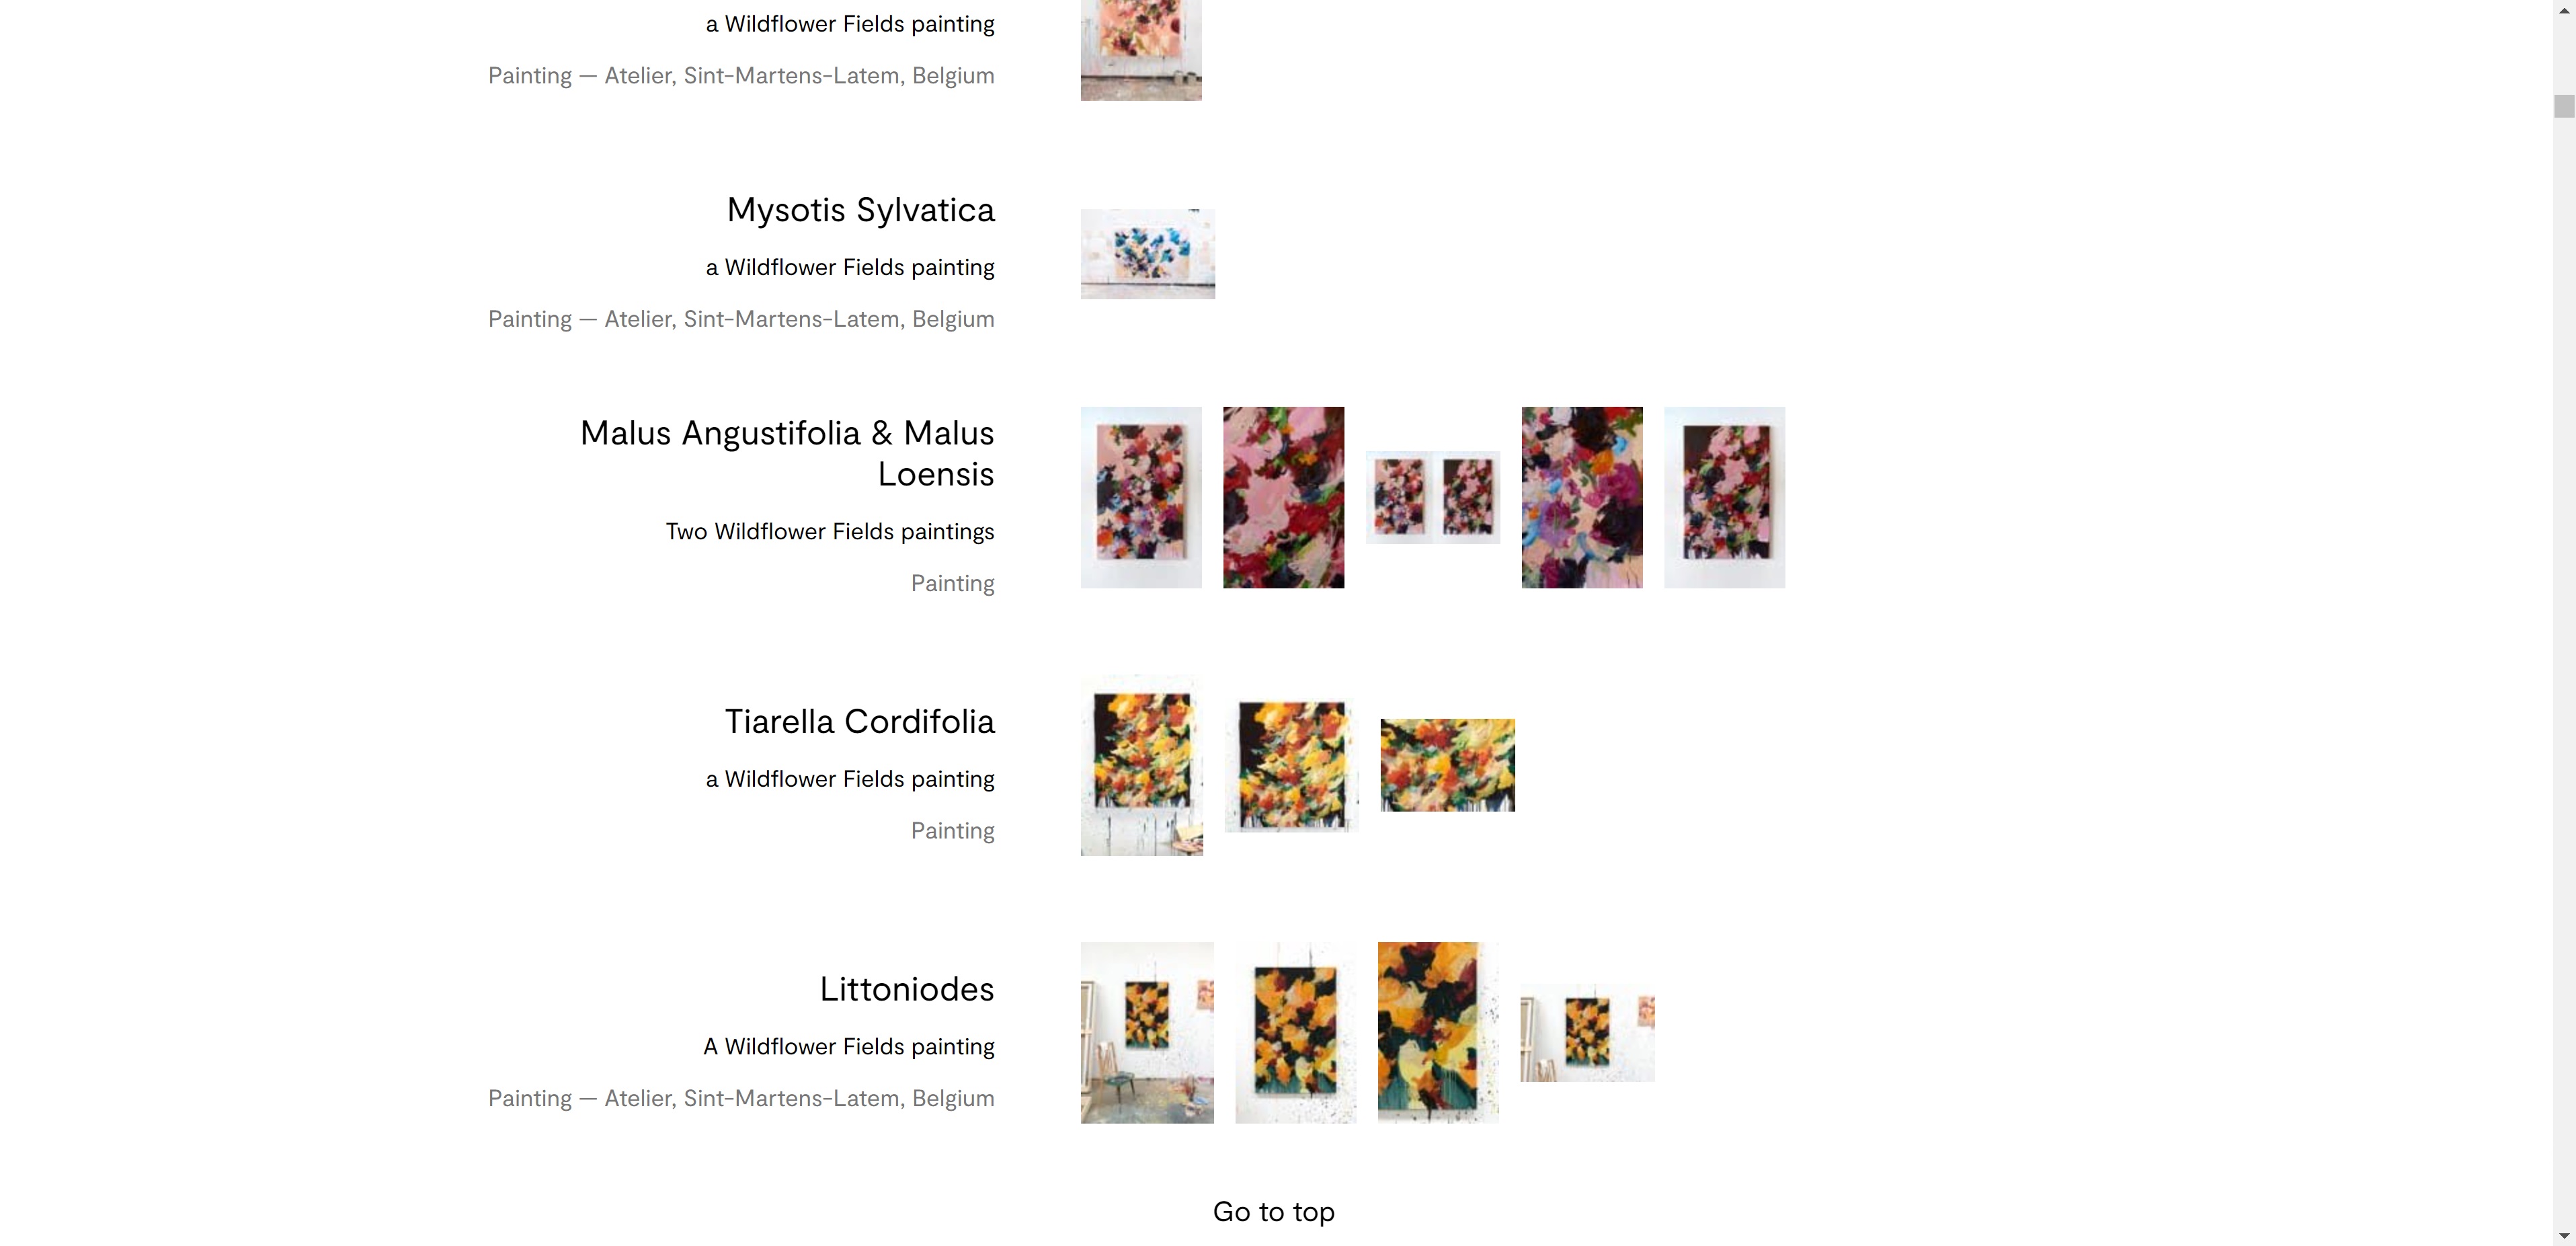 a Wildflower Fields painting
Painting — Atelier, Sint-Martens-Latem, Belgium
Mysotis Sylvatica
a Wildflower Fields painting
Painting — Atelier, Sint-Martens-Latem, Belgium
Malus Angustifolia & Malus
Loensis
Two Wildflower Fields paintings
Painting
Tiarella Cordifolia
a Wildflower Fields painting
Painting
Littoniodes
A Wildflower Fields painting
Painting — Atelier, Sint-Martens-Latem, Belgium
Go to top